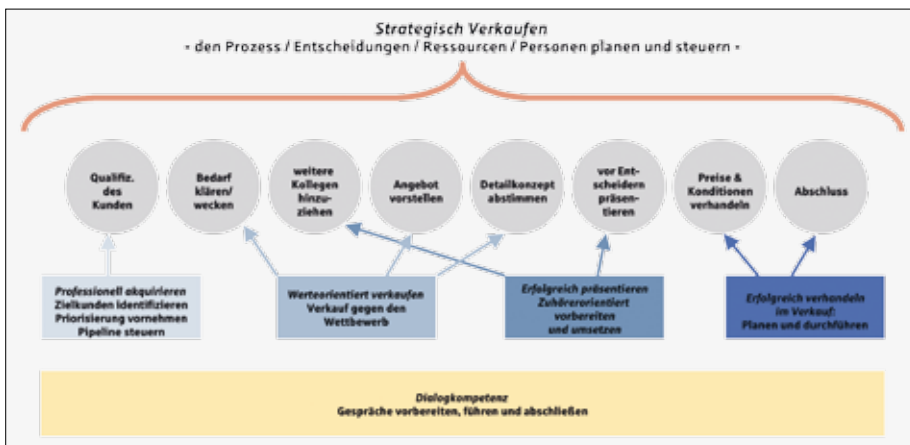 Strategisch Verkaufen
- den Prozess / Entscheidungen / Ressourcen / Personen planen und steuern -
Qualifiz.
des
Kunden
Bedarf
klären/
wecken
weitere
Kollegen
hinzu-
ziehen
Angebot
vorstellen
Detailkonzept
abstimmen
vor Ent-
scheidern
präsen-
tieren
Preise &
Konditionen
verhandeln
Abschluss
Professionell akquirieren
Zielkunden identifizieren
Priorisierung vornehmen
Pipeline steuern
Werteorientiert verkaufen
Verkauf gegen den
Wettbewerb
Erfolgreich präsentieren
Zuhörerorientiert
vorbereiten
und umsetzen
Erfolgreich verhandeln
im Verkauf:
Planen und durchführen
Dialogkompetenz
Gespräche vorbereiten, führen und abschließen